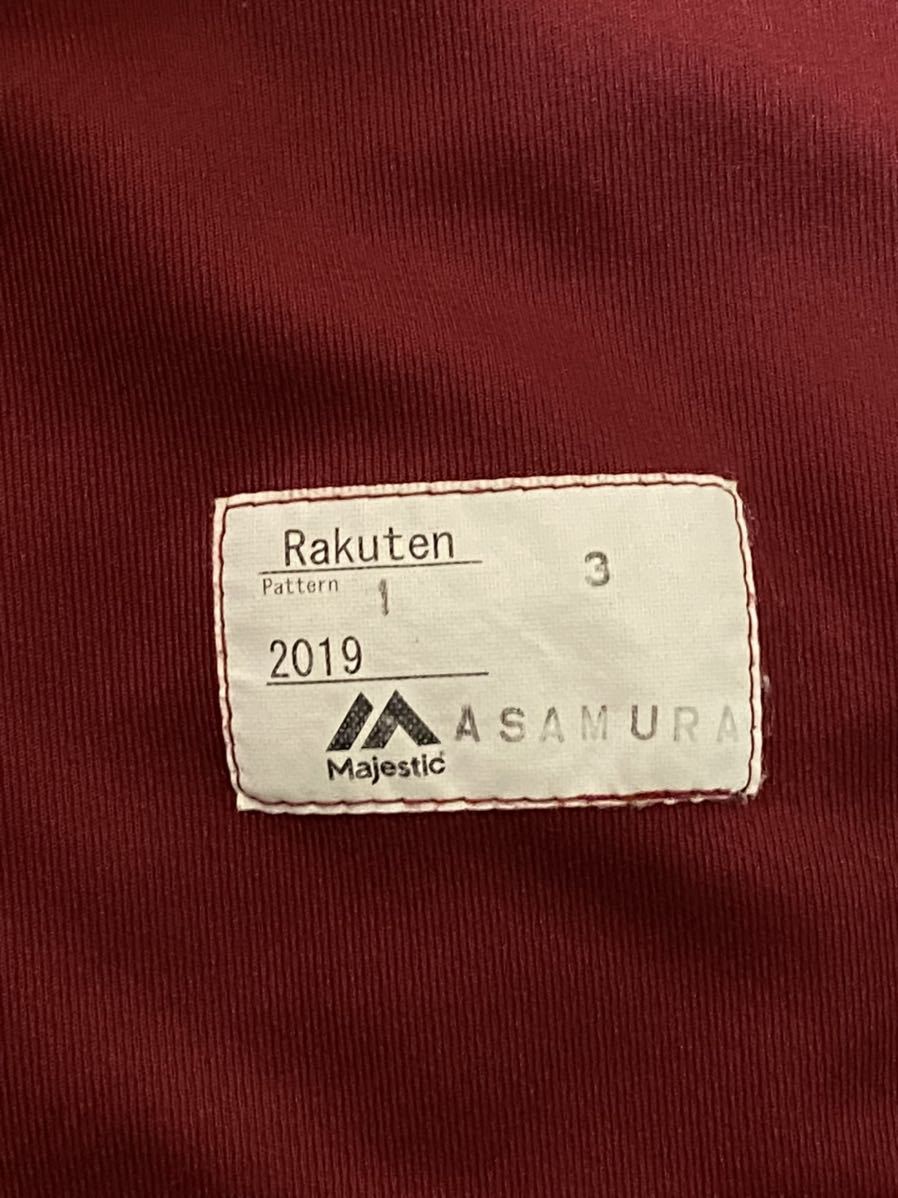 Rakuten
3
Pattern 1
2019
ASAMURA
Majestic